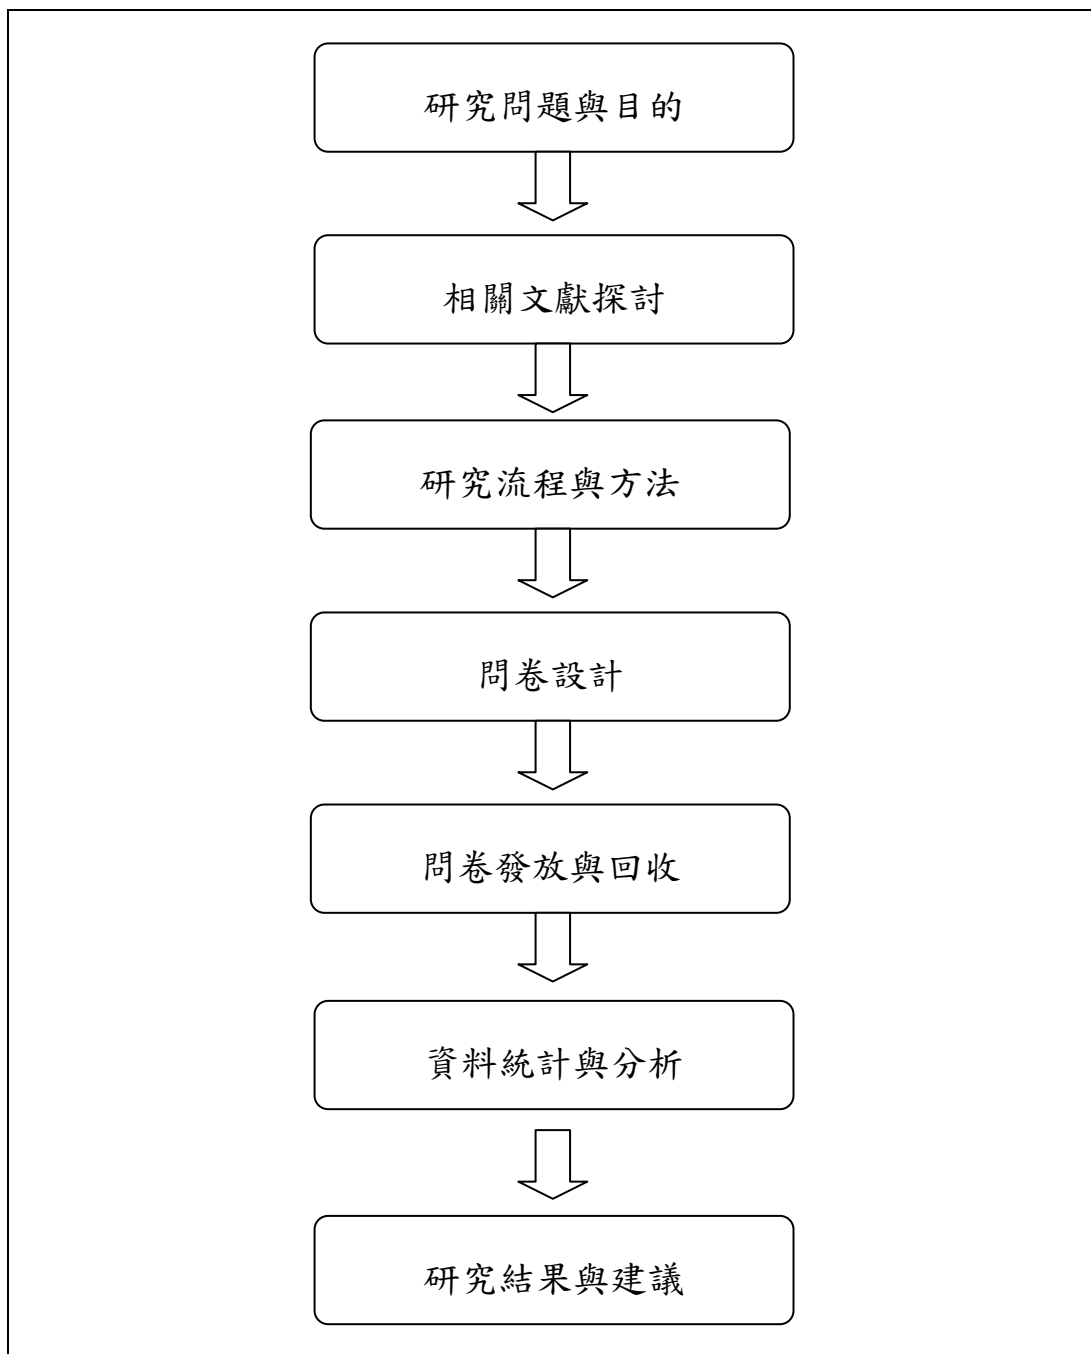 研究問題與目的
相關文獻探討
研究流程與方法
問卷設計
問卷發放與回收
資料統計與分析
研究結果與建議